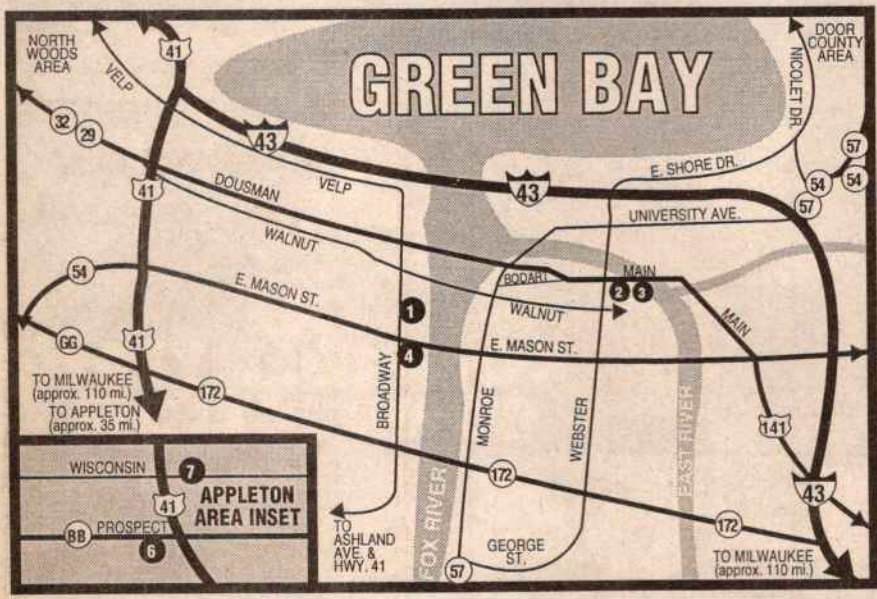 NORTH
WOODS
AREA
41
VELP
GREEN BAY
DOOR
COUNTY
AREA
NICOLET DR.
32
29
43
57
54
54
57
41
DOUSMAN
VELP
43
E. SHORE DR.
UNIVERSITY AVE.
WALNUT
54
E. MASON ST.
BODART
MAIN
2
3
1
WALNUT
MAIN
GG
41
4
E. MASON ST.
TO MILWAUKEE
(approx. 110 mi.)
TO APPLETON
(approx. 35 mi.)
172
BROADWAY
MONROE
WEBSTER
EAST RIVER
141
WISCONSIN
7
41
APPLETON
AREA INSET
BB
PROSPECT
6
172
43
TO
ASHLAND
AVE. &
HWY. 41
FOX RIVER
57
GEORGE
ST.
172
TO MILWAUKEE
(approx. 110 mi.)